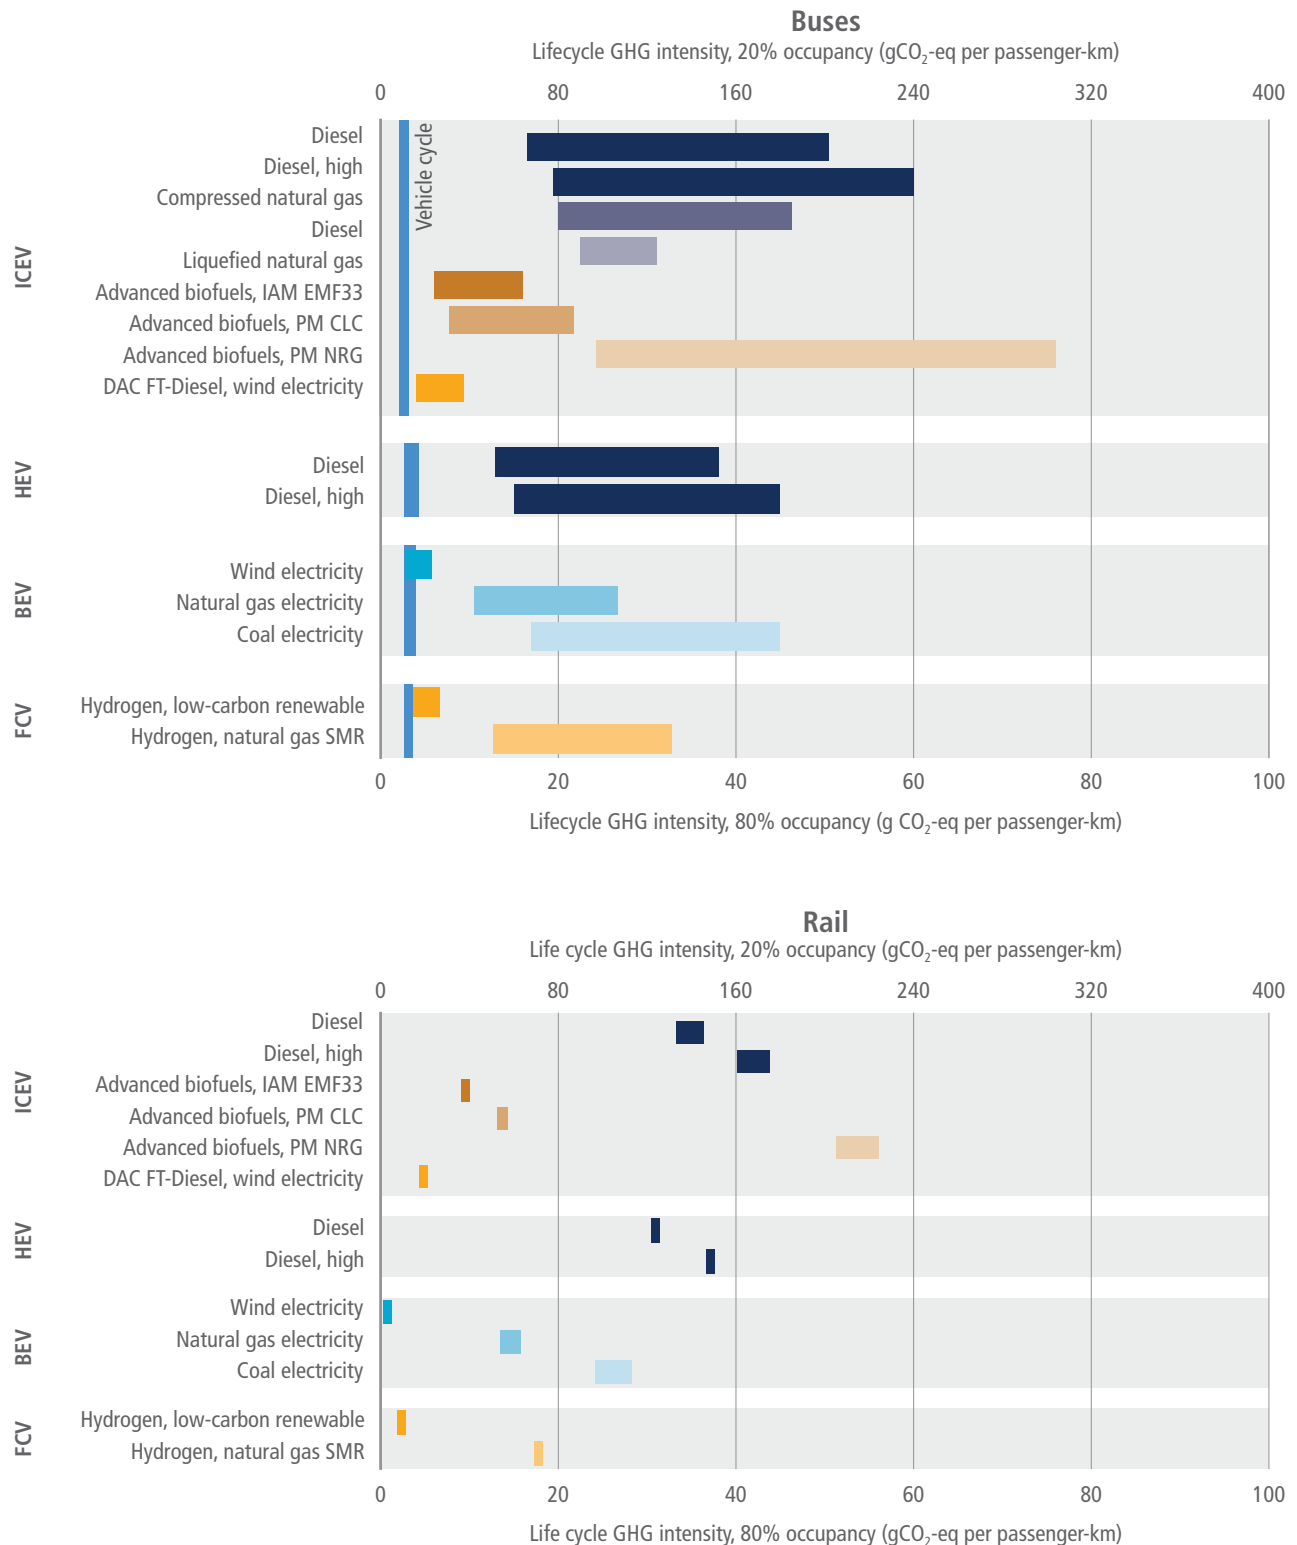 Buses
Lifecycle GHG intensity, 20% occupancy (gCO₂-eq per passenger-km)
0 80 160 240 320 400
Vehicle cycle
ICEV
Diesel
Diesel, high
Compressed natural gas
Diesel
Liquefied natural gas
Advanced biofuels, IAM EMF33
Advanced biofuels, PM CLC
Advanced biofuels, PM NRG
DAC FT-Diesel, wind electricity
HEV
Diesel
Diesel, high
BEV
Wind electricity
Natural gas electricity
Coal electricity
FCV
Hydrogen, low-carbon renewable
Hydrogen, natural gas SMR
0 20 40 60 80 100
Lifecycle GHG intensity, 80% occupancy (g CO₂-eq per passenger-km)
Rail
Life cycle GHG intensity, 20% occupancy (gCO₂-eq per passenger-km)
0 80 160 240 320 400
ICEV
Diesel
Diesel, high
Advanced biofuels, IAM EMF33
Advanced biofuels, PM CLC
Advanced biofuels, PM NRG
DAC FT-Diesel, wind electricity
HEV
Diesel
Diesel, high
BEV
Wind electricity
Natural gas electricity
Coal electricity
FCV
Hydrogen, low-carbon renewable
Hydrogen, natural gas SMR
0 20 40 60 80 100
Life cycle GHG intensity, 80% occupancy (gCO₂-eq per passenger-km)